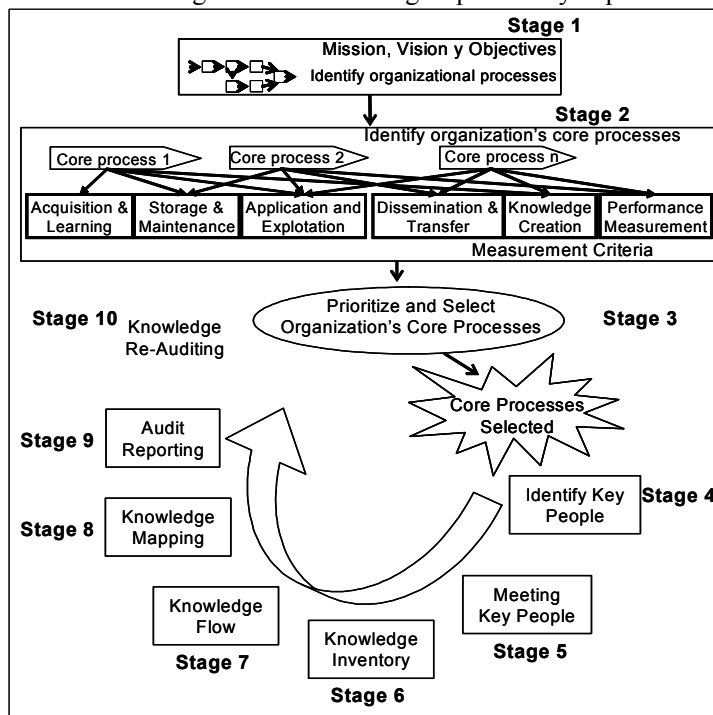 Stage 1
Mission, Vision y Objectives
Identify organizational processes
Stage 2
Identify organization's core processes
Core process 1
Core process 2
Core process n
Acquisition &
Learning
Storage &
Maintenance
Application and
Explotation
Dissemination &
Transfer
Knowledge
Creation
Performance
Measurement
Measurement Criteria
Prioritize and Select
Organization's Core Processes
Stage 3
Stage 10
Knowledge
Re-Auditing
Core Processes
Selected
Stage 9
Audit
Reporting
Identify Key
People
Stage 4
Stage 8
Knowledge
Mapping
Meeting
Key People
Stage 5
Knowledge
Flow
Stage 7
Knowledge
Inventory
Stage 6